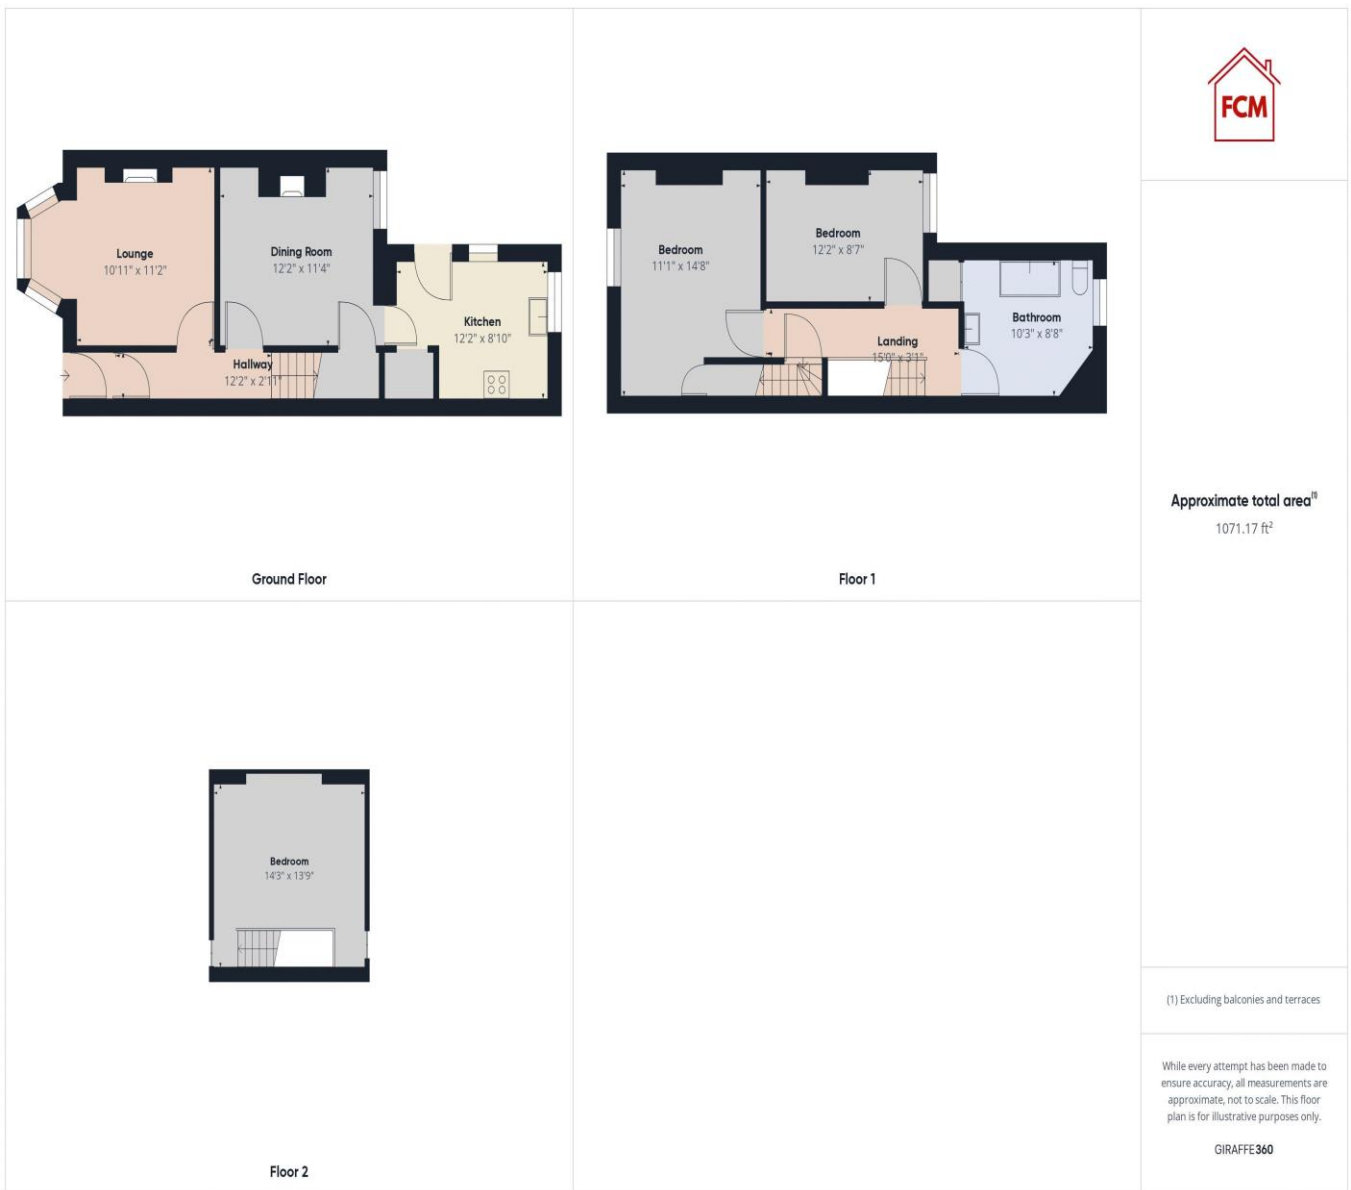 FCM
Lounge
10'11" x 11'2"
Dining Room
12'2" x 11'4"
Kitchen
12'2" x 8'10"
Hallway
12'2" x 2'11"
Ground Floor
Bedroom
11'1" x 14'8"
Bedroom
12'2" x 8'7"
Landing
15'0" x 3'1"
Bathroom
10'3" x 8'8"
Floor 1
Bedroom
14'3" x 13'9"
Floor 2
Approximate total area(1)
1071.17 ft²
(1) Excluding balconies and terraces
While every attempt has been made to
ensure accuracy, all measurements are
approximate, not to scale. This floor
plan is for illustrative purposes only.
GIRAFFE360